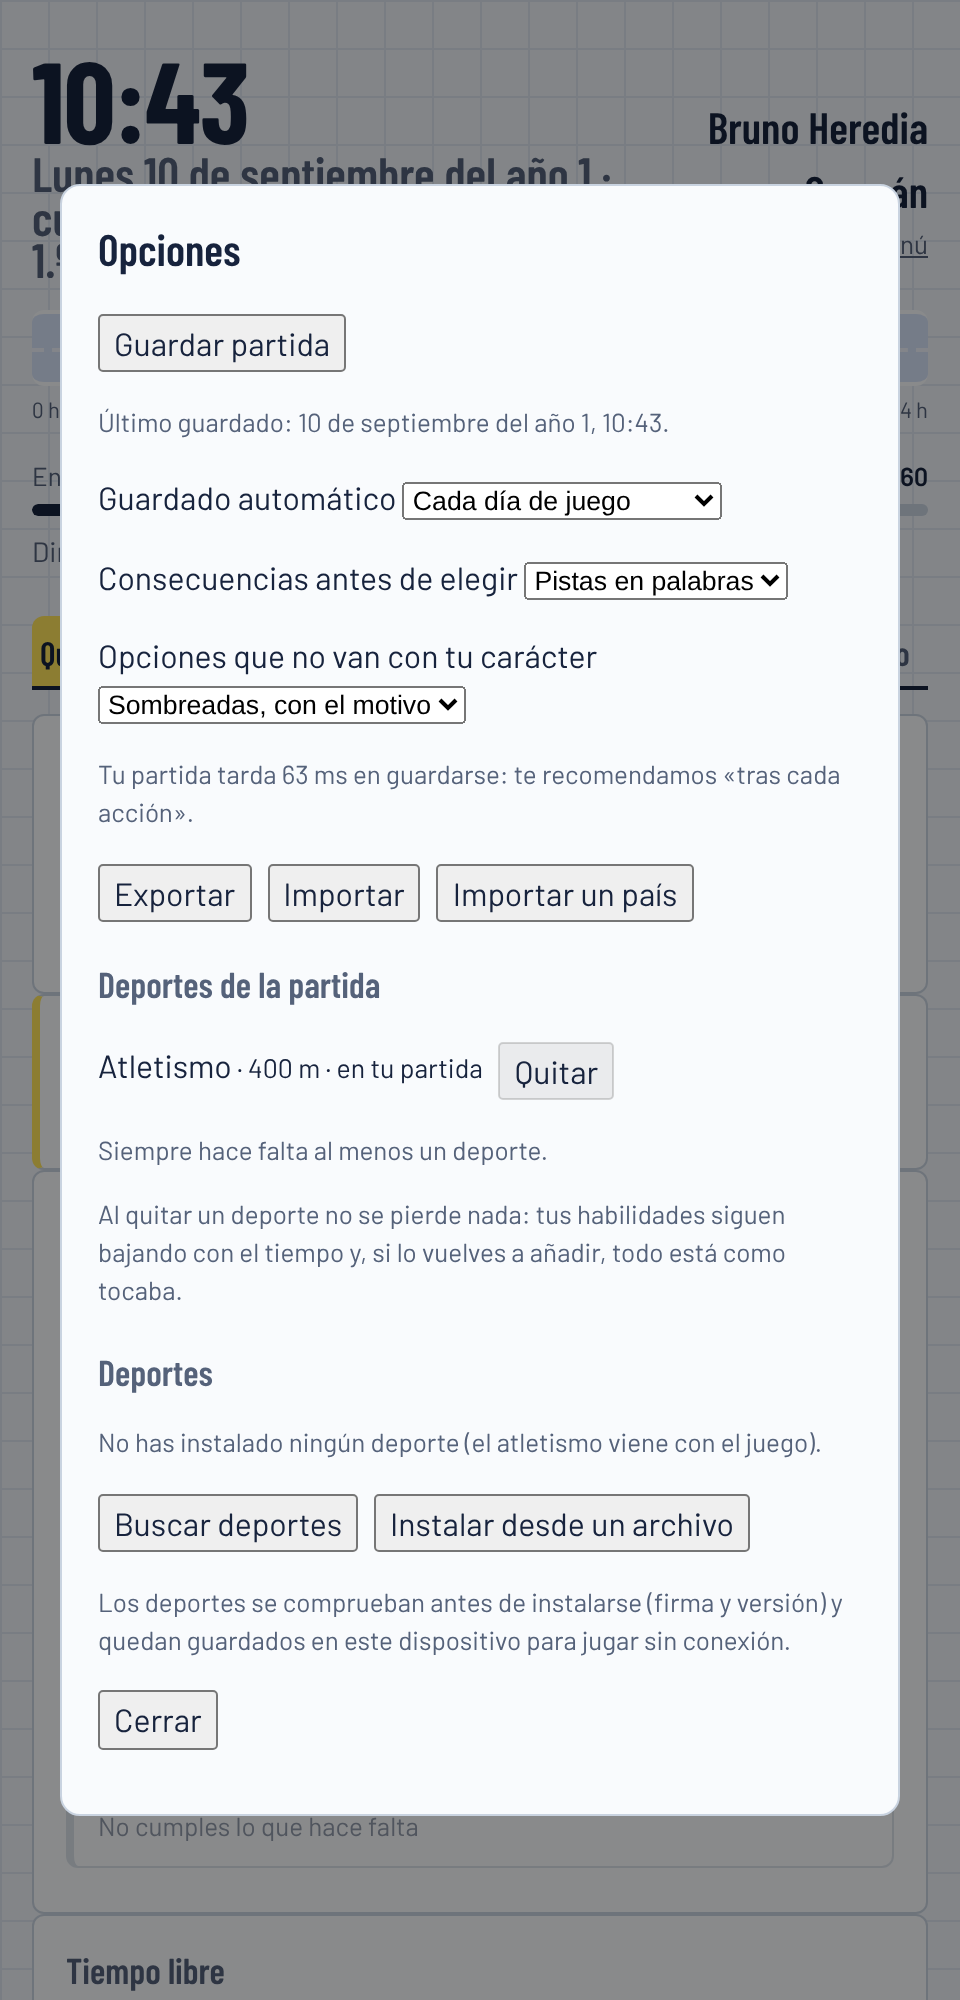 10:43
Bruno Heredia
Lunes 10 de septiembre del año 1 ·
Opciones
Guardar partida
Último guardado: 10 de septiembre del año 1, 10:43.
Guardado automático Cada día de juego
Consecuencias antes de elegir Pistas en palabras
Opciones que no van con tu carácter
Sombreadas, con el motivo
Tu partida tarda 63 ms en guardarse: te recomendamos «tras cada
acción».
Exportar Importar Importar un país
Deportes de la partida
Atletismo · 400 m · en tu partida Quitar
Siempre hace falta al menos un deporte.
Al quitar un deporte no se pierde nada: tus habilidades siguen
bajando con el tiempo y, si lo vuelves a añadir, todo está como
tocaba.
Deportes
No has instalado ningún deporte (el atletismo viene con el juego).
Buscar deportes Instalar desde un archivo
Los deportes se comprueban antes de instalarse (firma y versión) y
quedan guardados en este dispositivo para jugar sin conexión.
Cerrar
No cumples lo que hace falta
Tiempo libre